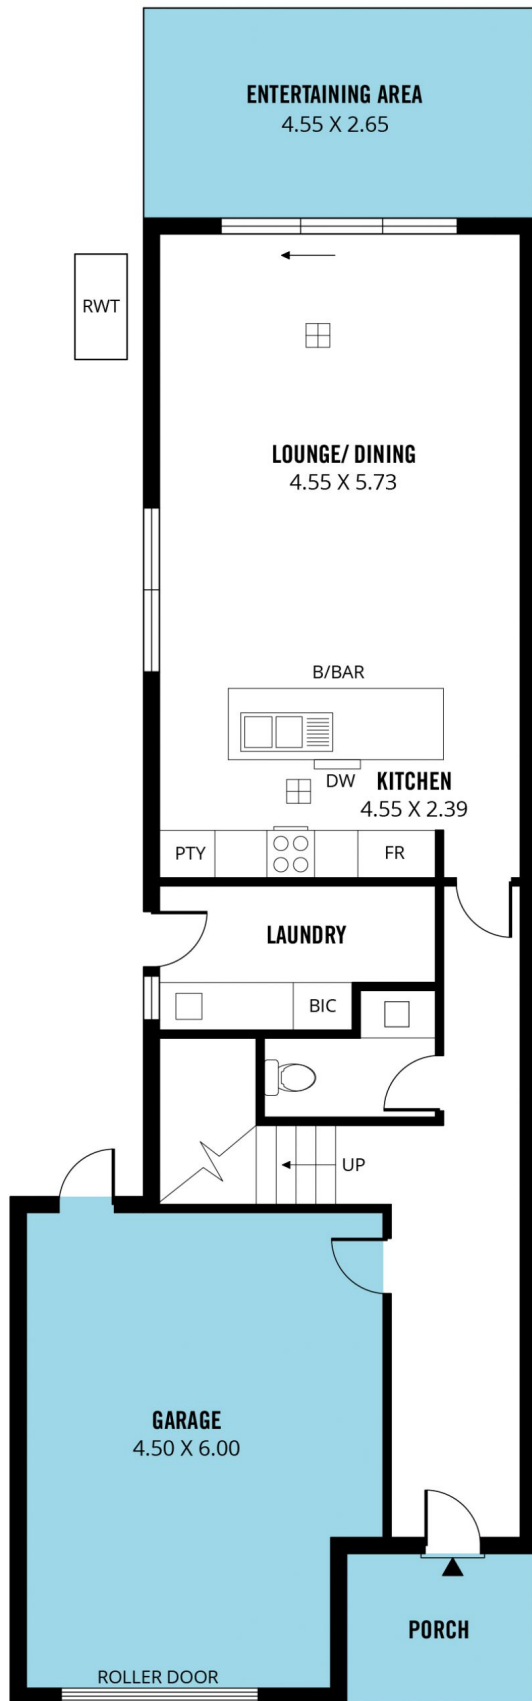 ENTERTAINING AREA
4.55 X 2.65
RWT
LOUNGE/ DINING
4.55 X 5.73
B/BAR
DW
KITCHEN
4.55 X 2.39
PTY
FR
LAUNDRY
BIC
UP
GARAGE
4.50 X 6.00
PORCH
ROLLER DOOR